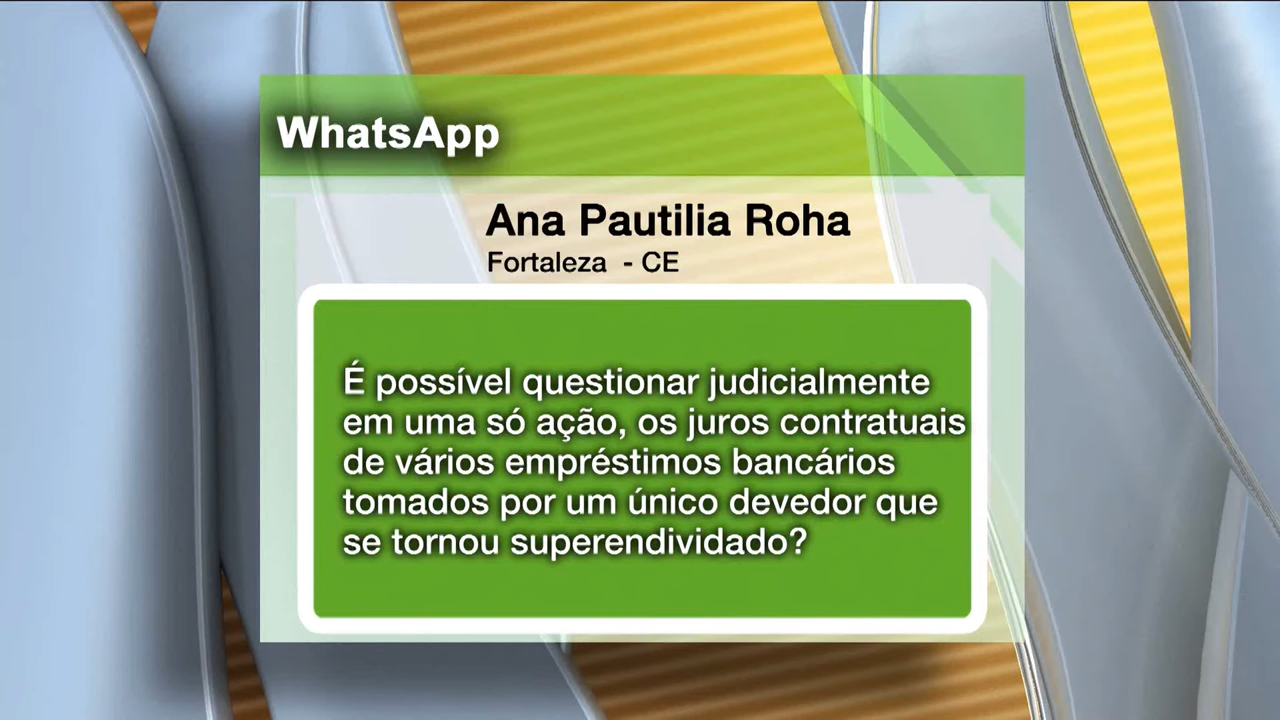 WhatsApp
Ana Pautilia Roha
Fortaleza - CE
É possível questionar judicialmente
em uma só ação, os juros contratuais
de vários empréstimos bancários
tomados por um único devedor que
se tornou superendividado?